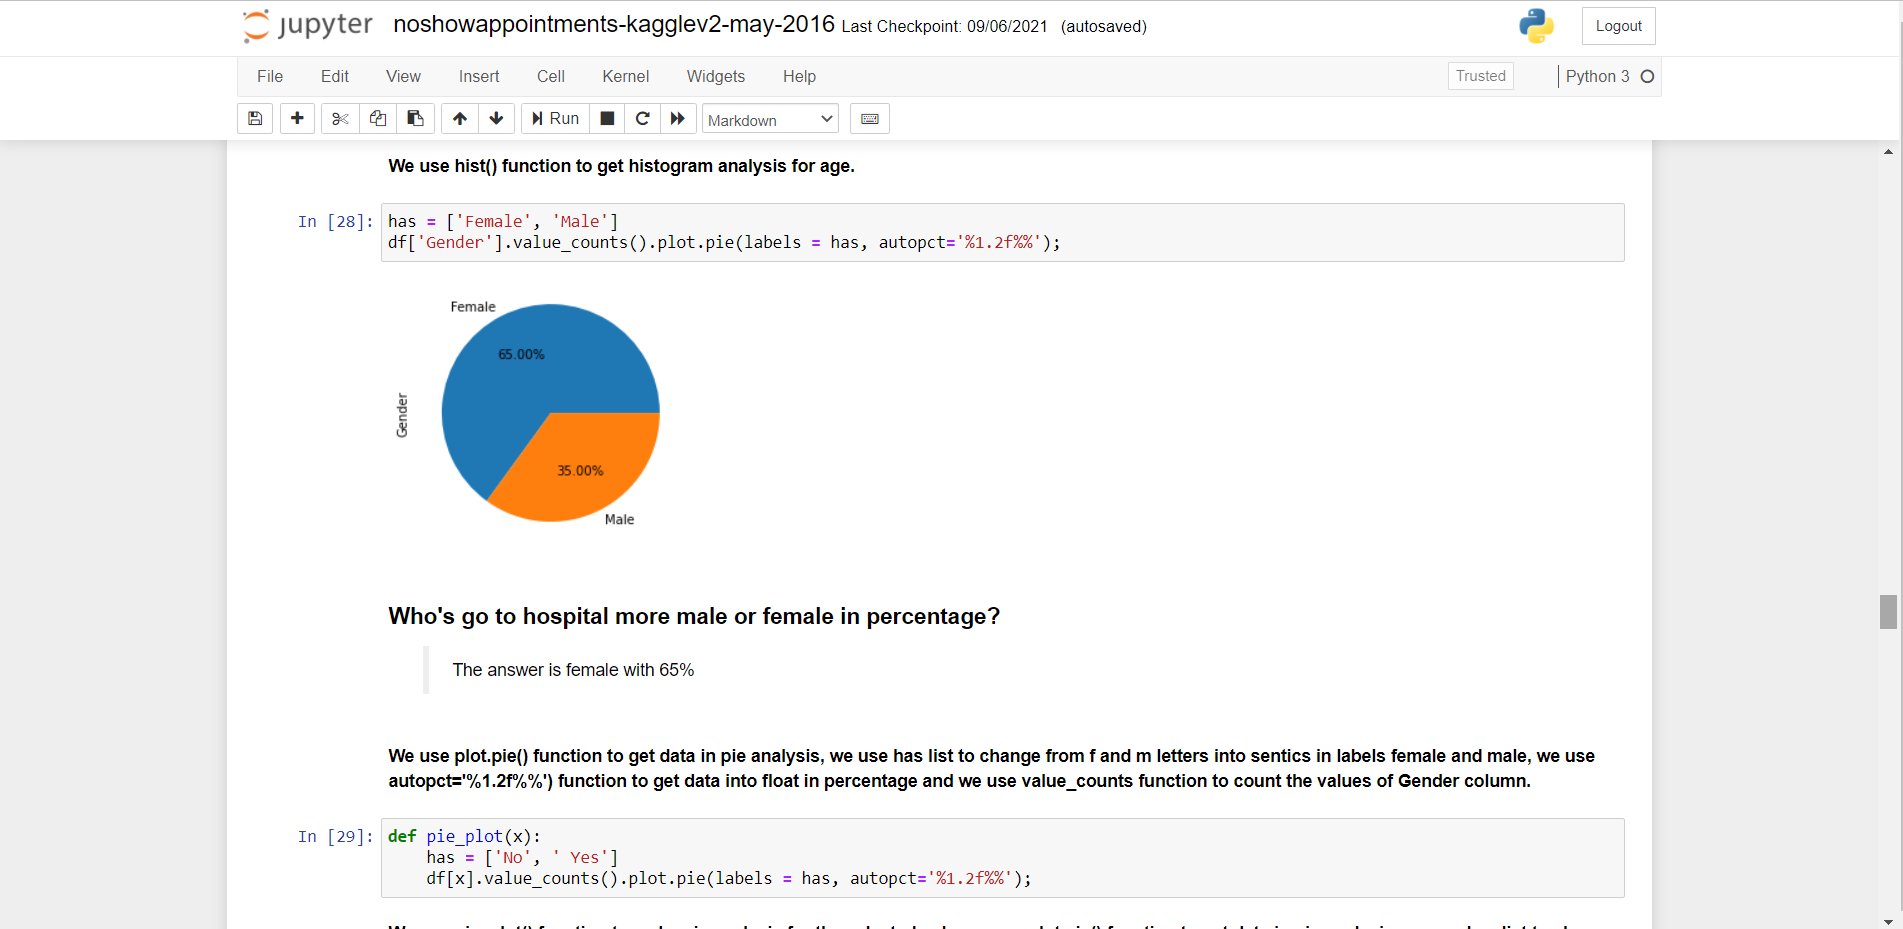 jupyter noshowappointments-kagglev2-may-2016 Last Checkpoint: 09/06/2021 (autosaved) Logout
File Edit View Insert Cell Kernel Widgets Help Trusted Python 3
Run Markdown
We use hist() function to get histogram analysis for age.
In [28]: has = ['Female', 'Male']
df['Gender'].value_counts().plot.pie(labels = has, autopct='%1.2f%%');
Female
65.00%
Gender
35.00%
Male
Who's go to hospital more male or female in percentage?
The answer is female with 65%
We use plot.pie() function to get data in pie analysis, we use has list to change from f and m letters into sentics in labels female and male, we use
autopct='%1.2f%%') function to get data into float in percentage and we use value_counts function to count the values of Gender column.
In [29]: def pie_plot(x):
has = ['No', ' Yes']
df[x].value_counts().plot.pie(labels = has, autopct='%1.2f%%');